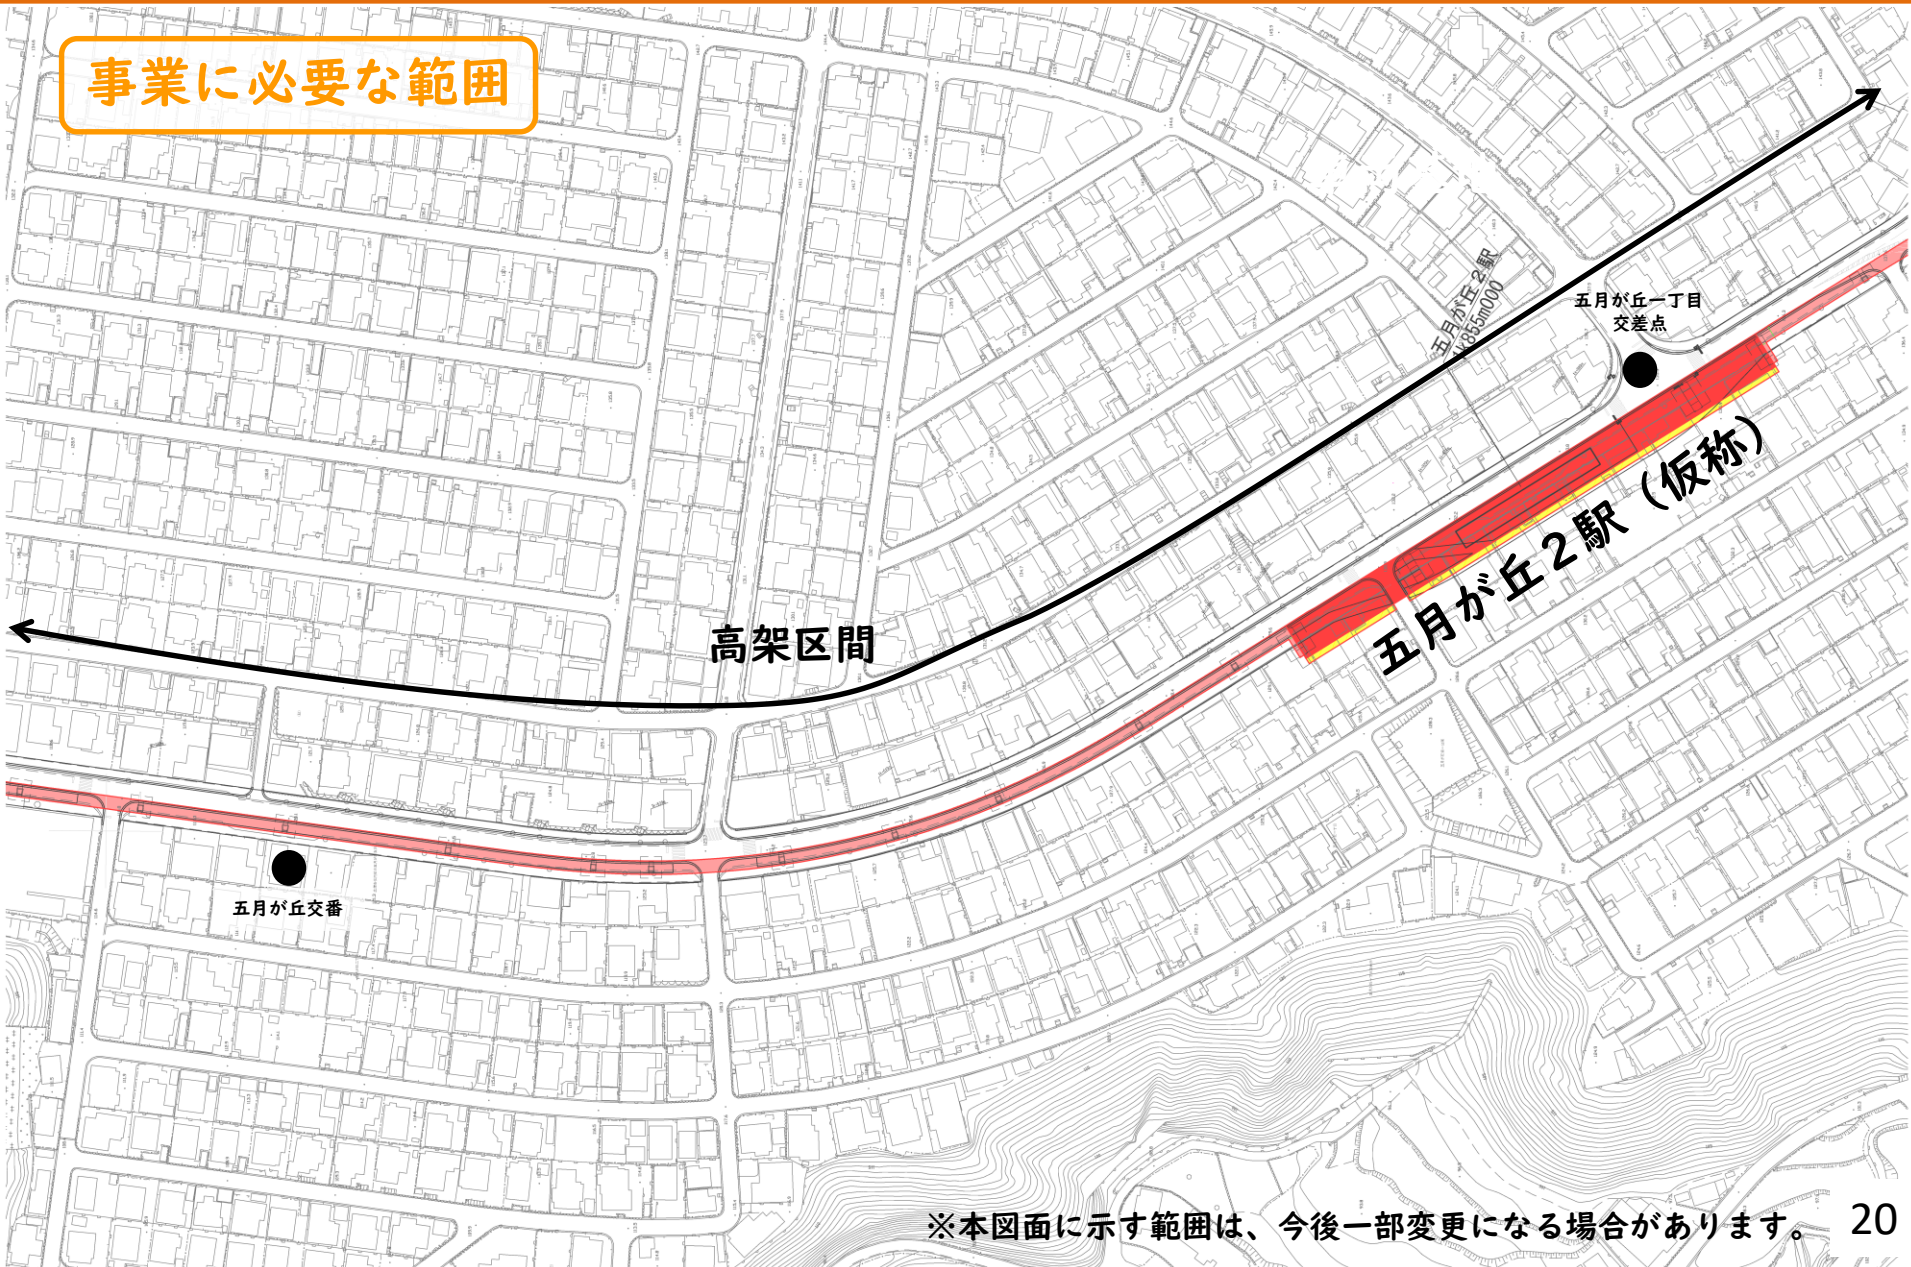 事業に必要な範囲
五月が丘2駅
1k855m000
五月が丘一丁目
交差点
五月が丘2駅（仮称）
高架区間
五月が丘交番
※本図面に示す範囲は、今後一部変更になる場合があります。
20